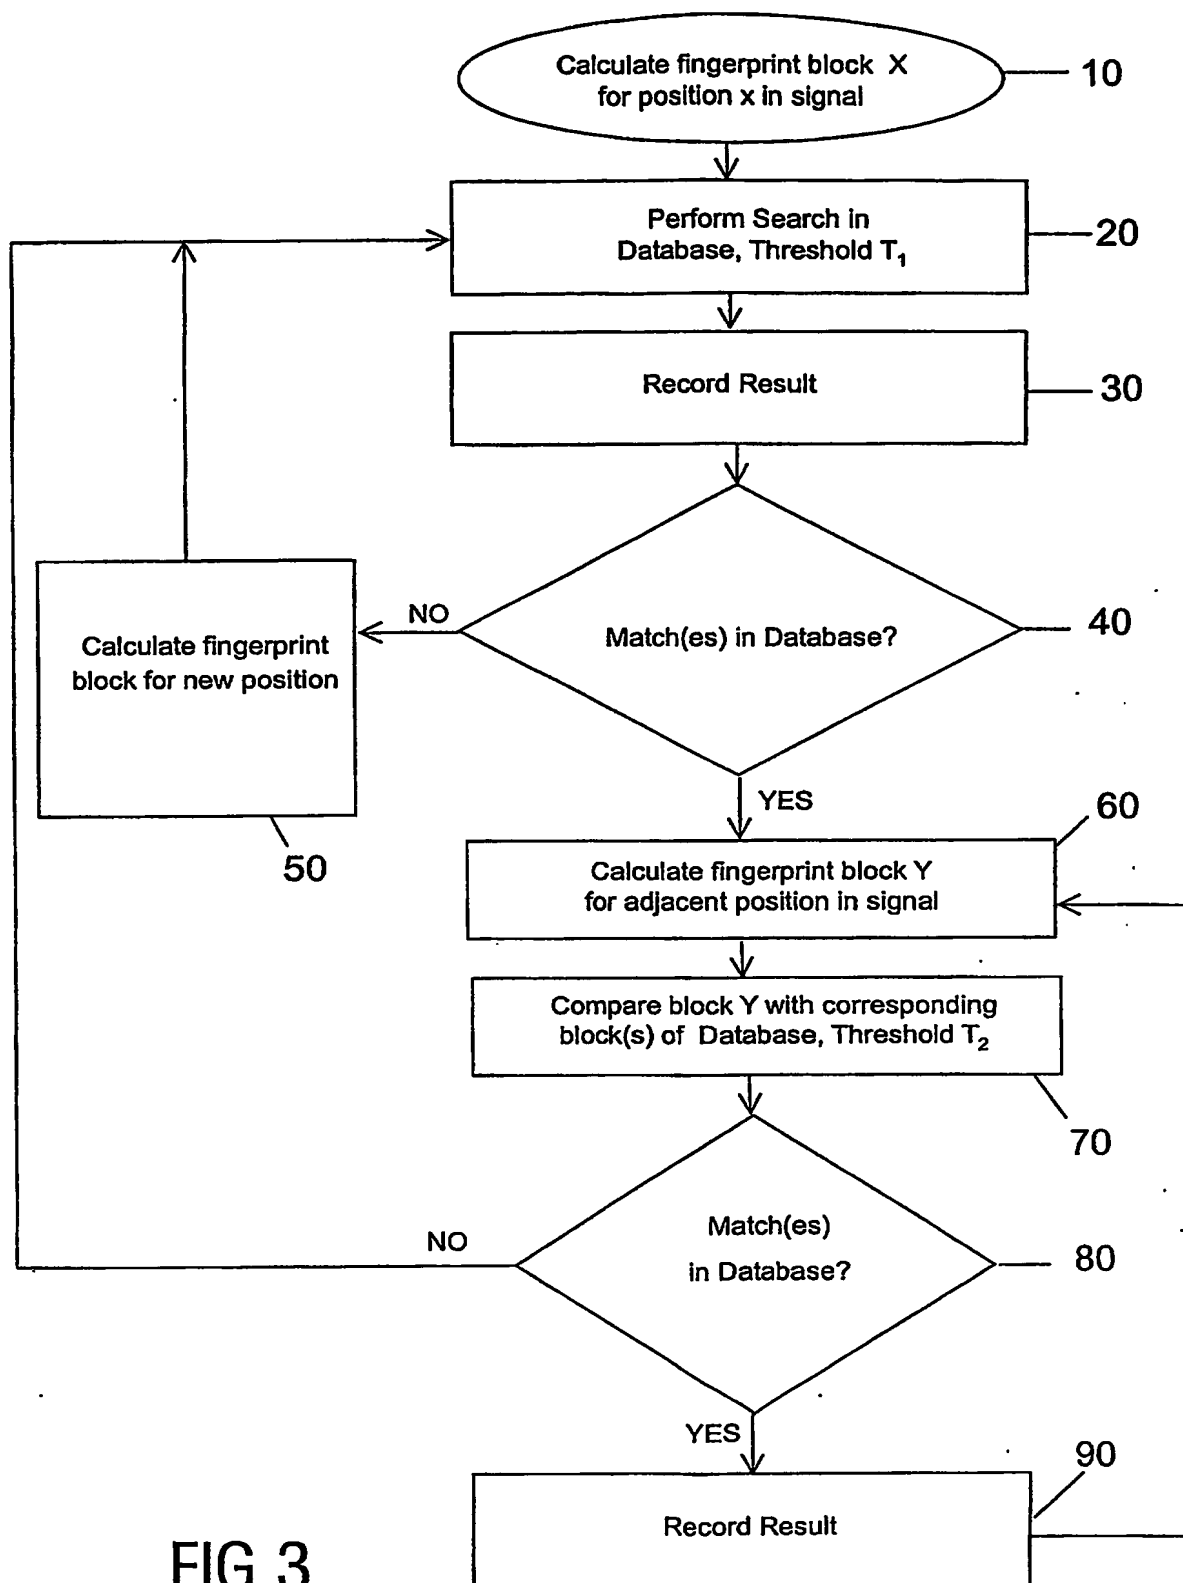 Calculate fingerprint block X
for position x in signal
10
Perform Search in
Database, Threshold T₁
20
Record Result
30
Match(es) in Database?
40
NO
Calculate fingerprint
block for new position
50
YES
60
Calculate fingerprint block Y
for adjacent position in signal
Compare block Y with corresponding
block(s) of Database, Threshold T₂
70
Match(es)
in Database?
80
NO
YES
90
Record Result
FIG 3